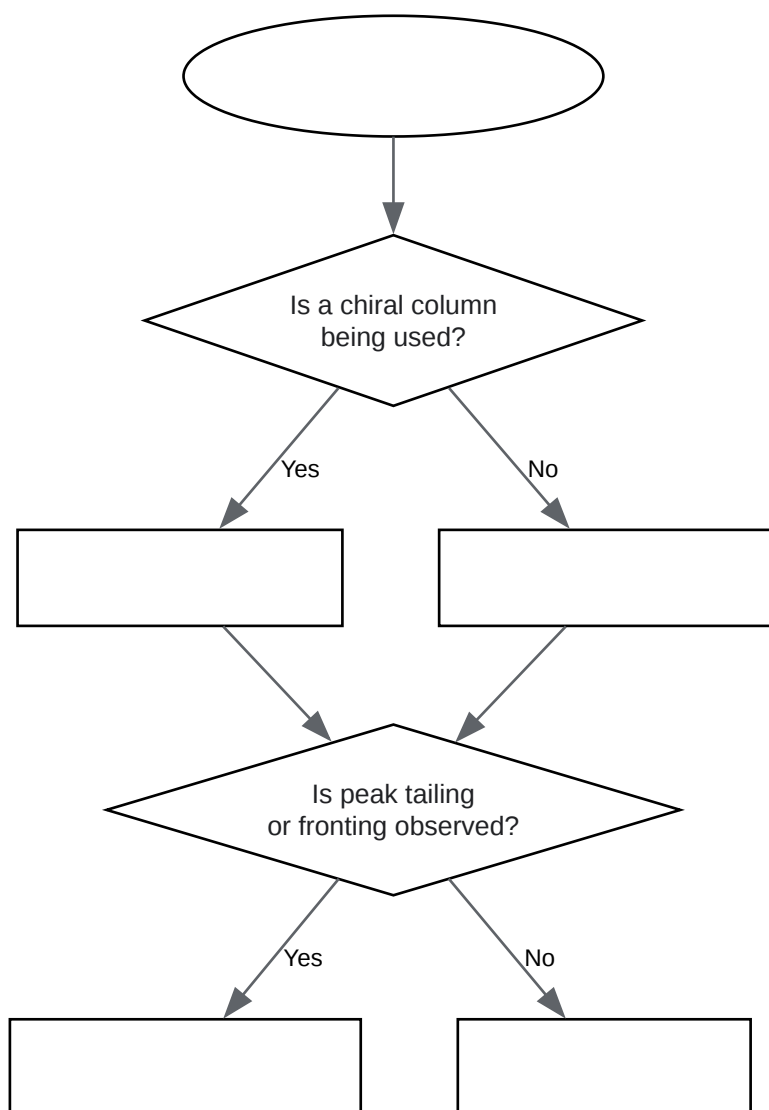 Is a chiral column
being used?
Yes
No
Is peak tailing
or fronting observed?
Yes
No